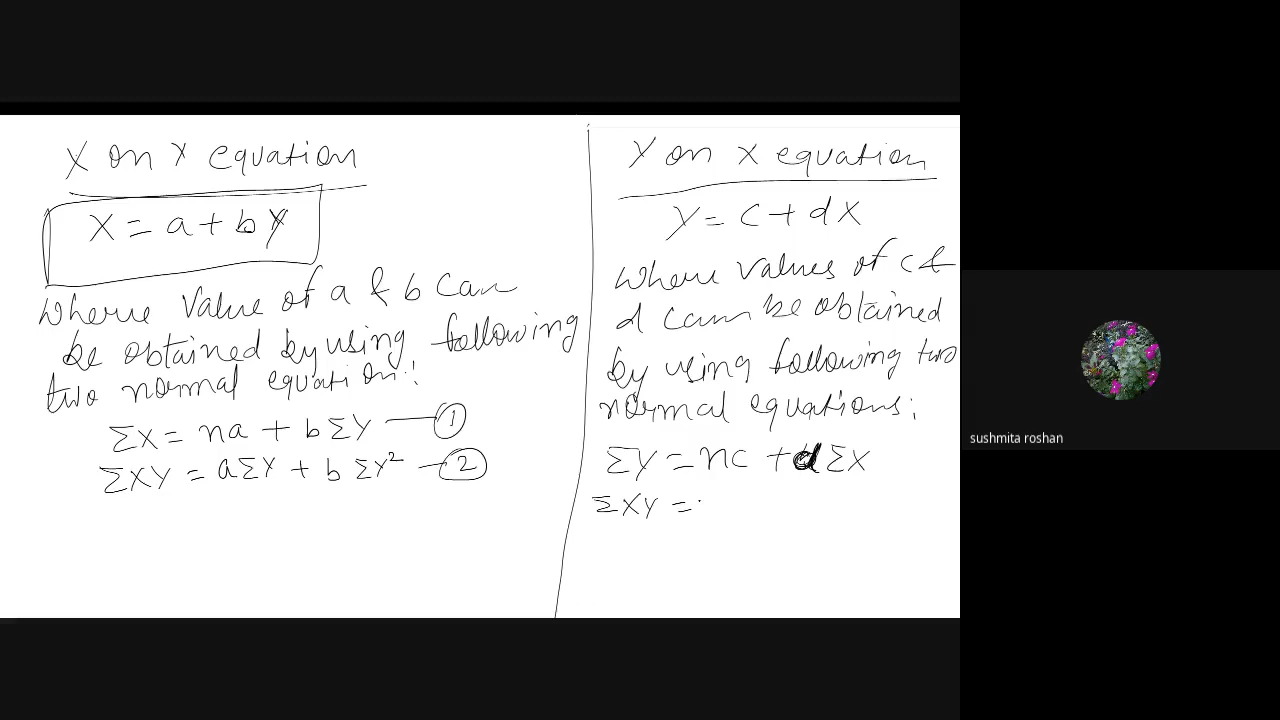 X on Y equation
X = a + bY
where value of a & b can
be obtained by using following
two normal equation:
ΣX = na + bΣY — ①
ΣXY = aΣY + bΣY² — ②
Y on X equation
Y = c + dX
where values of c &
d can be obtained
by using following two
normal equations:
ΣY = nc + dΣX
ΣXY =
sushmita roshan